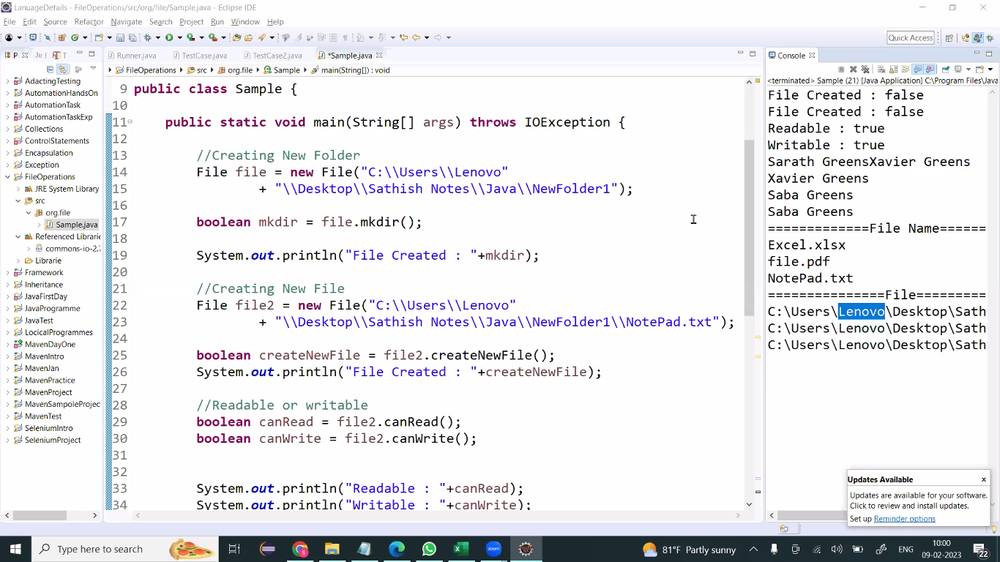 LanuageDetails - FileOperations/src/org/file/Sample.java - Eclipse IDE
File Edit Source Refactor Navigate Search Project Run Window Help
Quick Access
P Ju T
Runner.java TestCase.java TestCase2.java *Sample.java
FileOperations src org.file Sample main(String[]) : void
AdactingTesting
AutomationHandsOn
AutomationTask
AutomationTaskExp
Collections
ControlStatements
Encapsulation
Exception
FileOperations
JRE System Library
src
org.file
Sample.java
Referenced Librarie
commons-io-2.7
Librarie
Framework
Inheritance
JavaFirstDay
JavaProgramme
JavaTest
LocicalProgrammes
MavenDayOne
MavenIntro
MavenJan
MavenPractice
MavenProject
MavenSampoleProjec
MavenTest
SeleniumIntro
SeleniumProject
9 public class Sample {
10
11 public static void main(String[] args) throws IOException {
12
13 //Creating New Folder
14 File file = new File("C:\\Users\\Lenovo"
15 + "\\Desktop\\Sathish Notes\\Java\\NewFolder1");
16
17 boolean mkdir = file.mkdir();
18
19 System.out.println("File Created : "+mkdir);
20
21 //Creating New File
22 File file2 = new File("C:\\Users\\Lenovo"
23 + "\\Desktop\\Sathish Notes\\Java\\NewFolder1\\NotePad.txt");
24
25 boolean createNewFile = file2.createNewFile();
26 System.out.println("File Created : "+createNewFile);
27
28 //Readable or writable
29 boolean canRead = file2.canRead();
30 boolean canWrite = file2.canWrite();
31
32
33 System.out.println("Readable : "+canRead);
34 System.out.println("Writable : "+canWrite);
Console
<terminated> Sample (21) [Java Application] C:\Program Files\Java
File Created : false
File Created : false
Readable : true
Writable : true
Sarath GreensXavier Greens
Xavier Greens
Saba Greens
Saba Greens
=============File Name======
Excel.xlsx
file.pdf
NotePad.txt
===============File=========
C:\Users\Lenovo\Desktop\Sath
C:\Users\Lenovo\Desktop\Sath
C:\Users\Lenovo\Desktop\Sath
Updates Available x
Updates are available for your software.
Click to review and install updates.
Set up Reminder options
Type here to search
zoom
81°F Partly sunny
ENG
10:00
09-02-2023
22